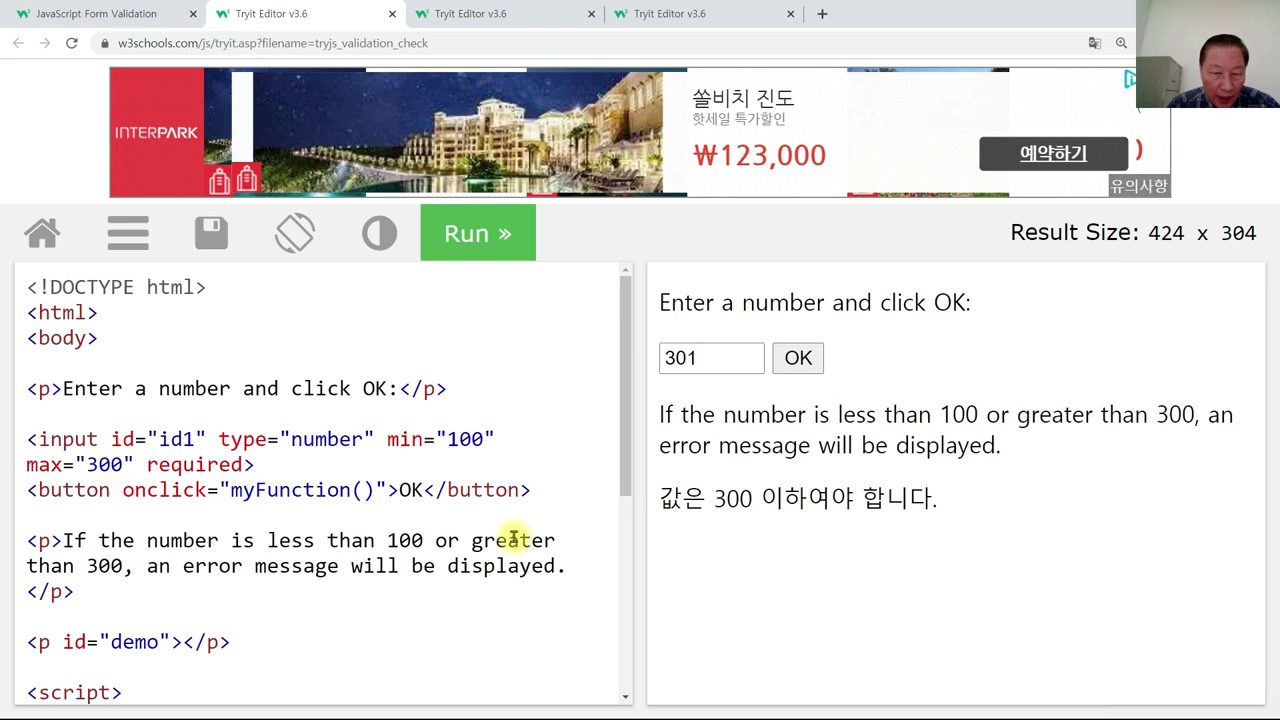 JavaScript Form Validation
Tryit Editor v3.6
Tryit Editor v3.6
Tryit Editor v3.6
w3schools.com/js/tryit.asp?filename=tryjs_validation_check
INTERPARK
쏠비치 진도
핫세일 특가할인
₩123,000
예약하기
유의사항
Run »
Result Size: 424 x 304
<!DOCTYPE html>
<html>
<body>
<p>Enter a number and click OK:</p>
<input id="id1" type="number" min="100"
max="300" required>
<button onclick="myFunction()">OK</button>
<p>If the number is less than 100 or greater
than 300, an error message will be displayed.
</p>
<p id="demo"></p>
<script>
Enter a number and click OK:
301 OK
If the number is less than 100 or greater than 300, an
error message will be displayed.
값은 300 이하여야 합니다.